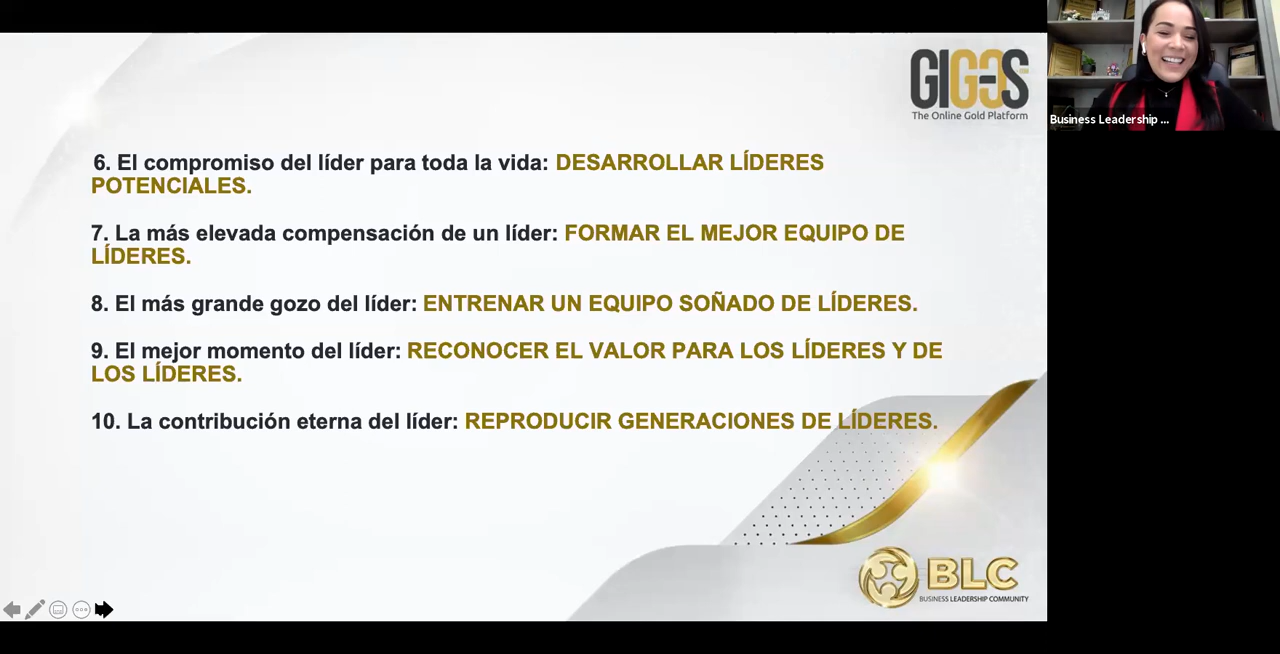 GIG-OS
.COM
The Online Gold Platform
Business Leadership ...
6. El compromiso del líder para toda la vida: DESARROLLAR LÍDERES
POTENCIALES.
7. La más elevada compensación de un líder: FORMAR EL MEJOR EQUIPO DE
LÍDERES.
8. El más grande gozo del líder: ENTRENAR UN EQUIPO SOÑADO DE LÍDERES.
9. El mejor momento del líder: RECONOCER EL VALOR PARA LOS LÍDERES Y DE
LOS LÍDERES.
10. La contribución eterna del líder: REPRODUCIR GENERACIONES DE LÍDERES.
BLC
BUSINESS LEADERSHIP COMMUNITY